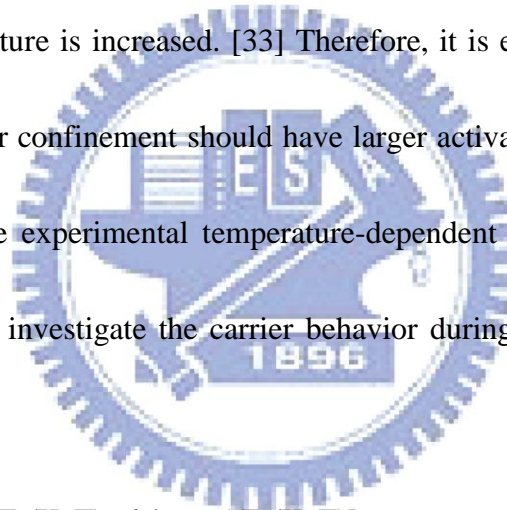 ture is increased. [33] Therefore, it is e
r confinement should have larger activa
e experimental temperature-dependent
investigate the carrier behavior during
E S A
1896